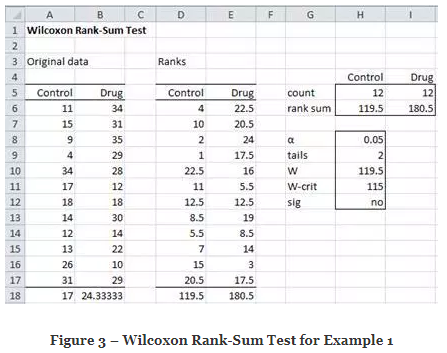 A B C D E F G H I
1 Wilcoxon Rank-Sum Test
2
3 Original data Ranks
4 Control Drug
5 Control Drug Control Drug count 12 12
6 11 34 4 22.5 rank sum 119.5 180.5
7 15 31 10 20.5
8 9 35 2 24 α 0.05
9 4 29 1 17.5 tails 2
10 34 28 22.5 16 W 119.5
11 17 12 11 5.5 W-crit 115
12 18 18 12.5 12.5 sig no
13 14 30 8.5 19
14 12 14 5.5 8.5
15 13 22 7 14
16 26 10 15 3
17 31 29 20.5 17.5
18 17 24.33333 119.5 180.5
Figure 3 – Wilcoxon Rank-Sum Test for Example 1